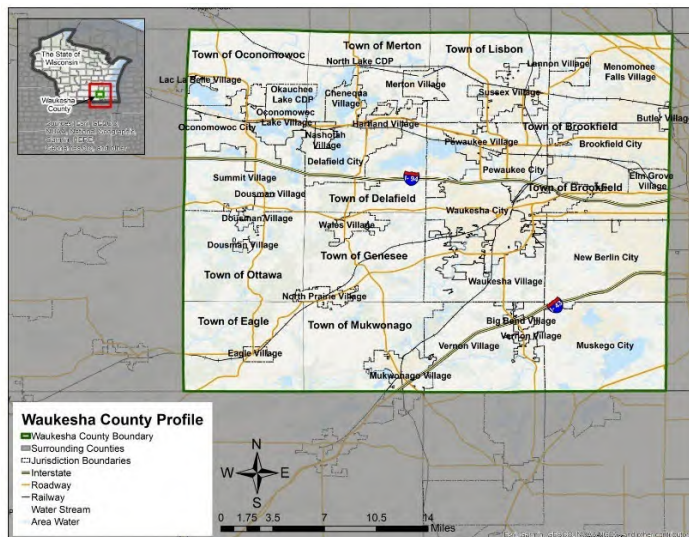 The State of
Wisconsin
Waukesha
County
Town of Oconomowoc
Town of Merton
North Lake CDP
Town of Lisbon
Lannon Village
Menomonee
Falls Village
Lac La Belle Village
Okauchee
Lake CDP
Chenequa
Village
Merton Village
Sussex Village
Oconomowoc
Lake Village
Hartland Village
Butler Village
Oconomowoc City
Nashotah
Village
Town of Brookfield
Pewaukee Village
Brookfield City
Delafield City
Pewaukee City
Elm Grove
Village
Summit Village
I-94
Town of Brookfield
Dousman Village
Town of Delafield
Waukesha City
Dousman Village
Wales Village
Dousman Village
Town of Genesee
New Berlin City
Town of Ottawa
Waukesha Village
North Prairie Village
Town of Eagle
Town of Mukwonago
Big Bend Village
Vernon Village
Vernon Village
Muskego City
Eagle Village
Mukwonago Village
Waukesha County Profile
Waukesha County Boundary
Surrounding Counties
Jurisdiction Boundaries
Interstate
Roadway
Railway
Water Stream
Area Water
N
W E
S
0 1.75 3.5 7 10.5 14
Miles